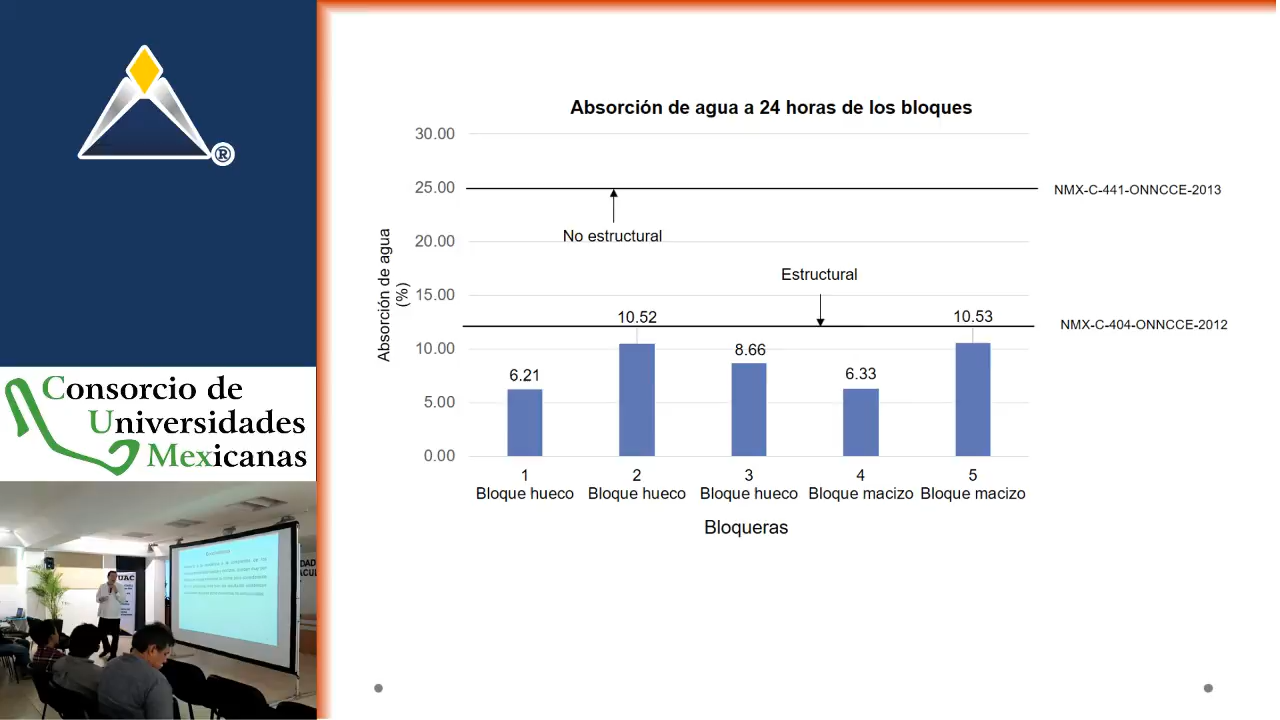 ®
Consorcio de
Universidades
Mexicanas
UAC
Absorción de agua a 24 horas de los bloques
Absorción de agua
(%)
30.00
25.00
20.00
15.00
10.00
5.00
0.00
NMX-C-441-ONNCCE-2013
No estructural
Estructural
NMX-C-404-ONNCCE-2012
6.21
10.52
8.66
6.33
10.53
1
Bloque hueco
2
Bloque hueco
3
Bloque hueco
4
Bloque macizo
5
Bloque macizo
Bloqueras